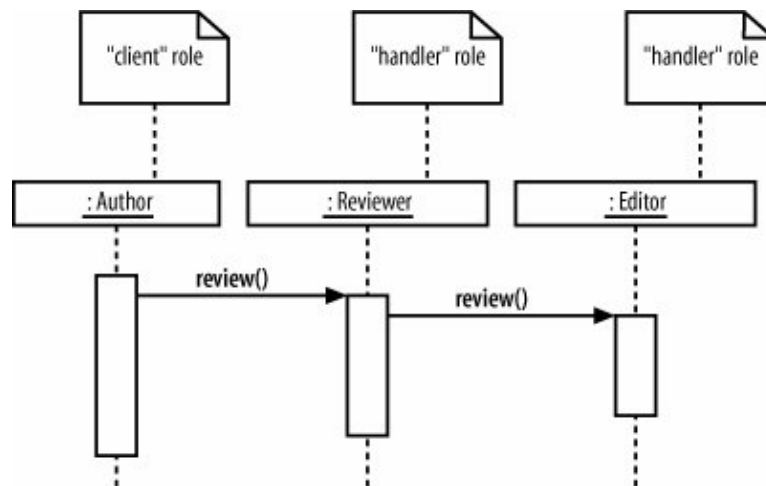 "client" role
"handler" role
"handler" role
: Author
: Reviewer
: Editor
review()
review()